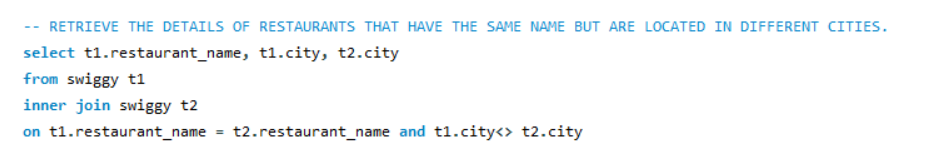 -- RETRIEVE THE DETAILS OF RESTAURANTS THAT HAVE THE SAME NAME BUT ARE LOCATED IN DIFFERENT CITIES.
select t1.restaurant_name, t1.city, t2.city
from swiggy t1
inner join swiggy t2
on t1.restaurant_name = t2.restaurant_name and t1.city<> t2.city